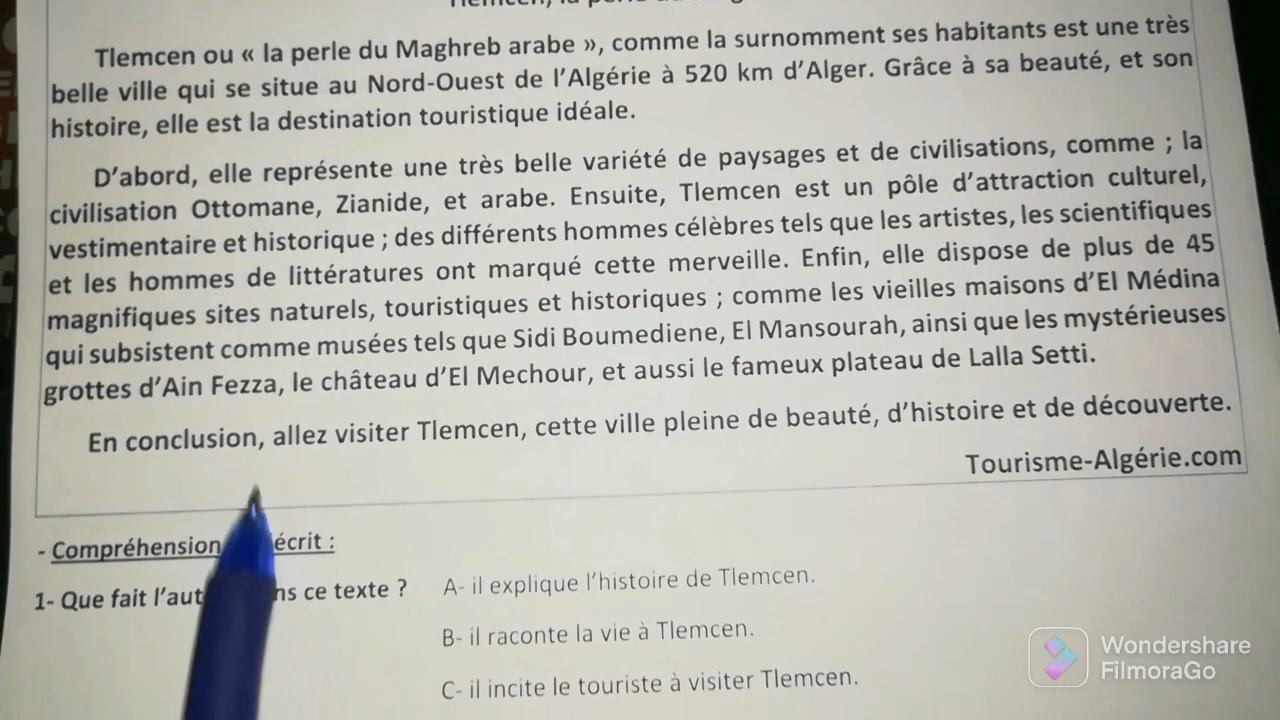 Tlemcen ou « la perle du Maghreb arabe », comme la surnomment ses habitants est une très
belle ville qui se situe au Nord-Ouest de l'Algérie à 520 km d'Alger. Grâce à sa beauté, et son
histoire, elle est la destination touristique idéale.
D'abord, elle représente une très belle variété de paysages et de civilisations, comme ; la
civilisation Ottomane, Zianide, et arabe. Ensuite, Tlemcen est un pôle d'attraction culturel,
vestimentaire et historique ; des différents hommes célèbres tels que les artistes, les scientifiques
et les hommes de littératures ont marqué cette merveille. Enfin, elle dispose de plus de 45
magnifiques sites naturels, touristiques et historiques ; comme les vieilles maisons d'El Médina
qui subsistent comme musées tels que Sidi Boumediene, El Mansourah, ainsi que les mystérieuses
grottes d'Ain Fezza, le château d'El Mechour, et aussi le fameux plateau de Lalla Setti.
En conclusion, allez visiter Tlemcen, cette ville pleine de beauté, d'histoire et de découverte.
Tourisme-Algérie.com
- Compréhension écrit :
1- Que fait ce texte ? A- il explique l'histoire de Tlemcen.
B- il raconte la vie à Tlemcen.
C- il incite le touriste à visiter Tlemcen.
Wondershare
FilmoraGo